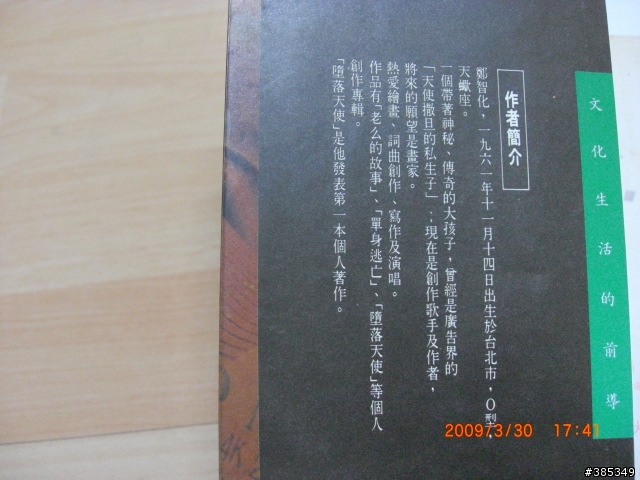 文化生活的前導
作者簡介
鄭智化，一九六一年十一月十四日出生於台北市，O型，
天蠍座。
一個帶著神秘、傳奇的大孩子，曾經是廣告界的
「天使撒旦的私生子」；現在是創作歌手及作者，
將來的願望是畫家。
熱愛繪畫、詞曲創作、寫作及演唱。
作品有「老么的故事」、「單身逃亡」、「墮落天使」等個人
創作專輯。
「墮落天使」是他發表第一本個人著作。
2009/3/30 17:41
#385349